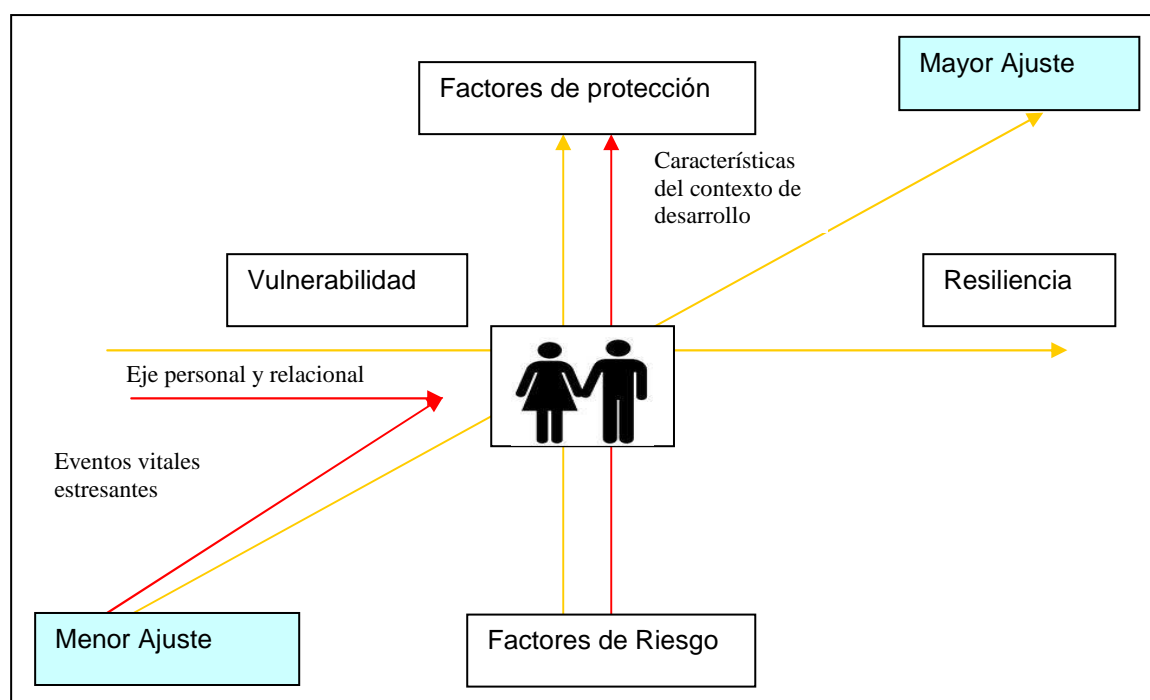 Mayor Ajuste
Factores de protección
Características
del contexto de
desarrollo
Vulnerabilidad
Resiliencia
Eje personal y relacional
Eventos vitales
estresantes
Menor Ajuste
Factores de Riesgo